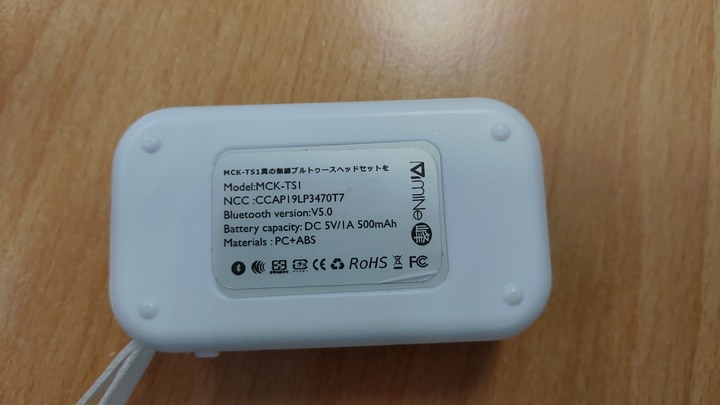 MCK-TS1真の無線ブルトゥースヘッドセットを
Model:MCK-TS1
NCC :CCAP19LP3470T7
Bluetooth version:V5.0
Battery capacity: DC 5V/1A 500mAh
Materials : PC+ABS
RoHS
miNe